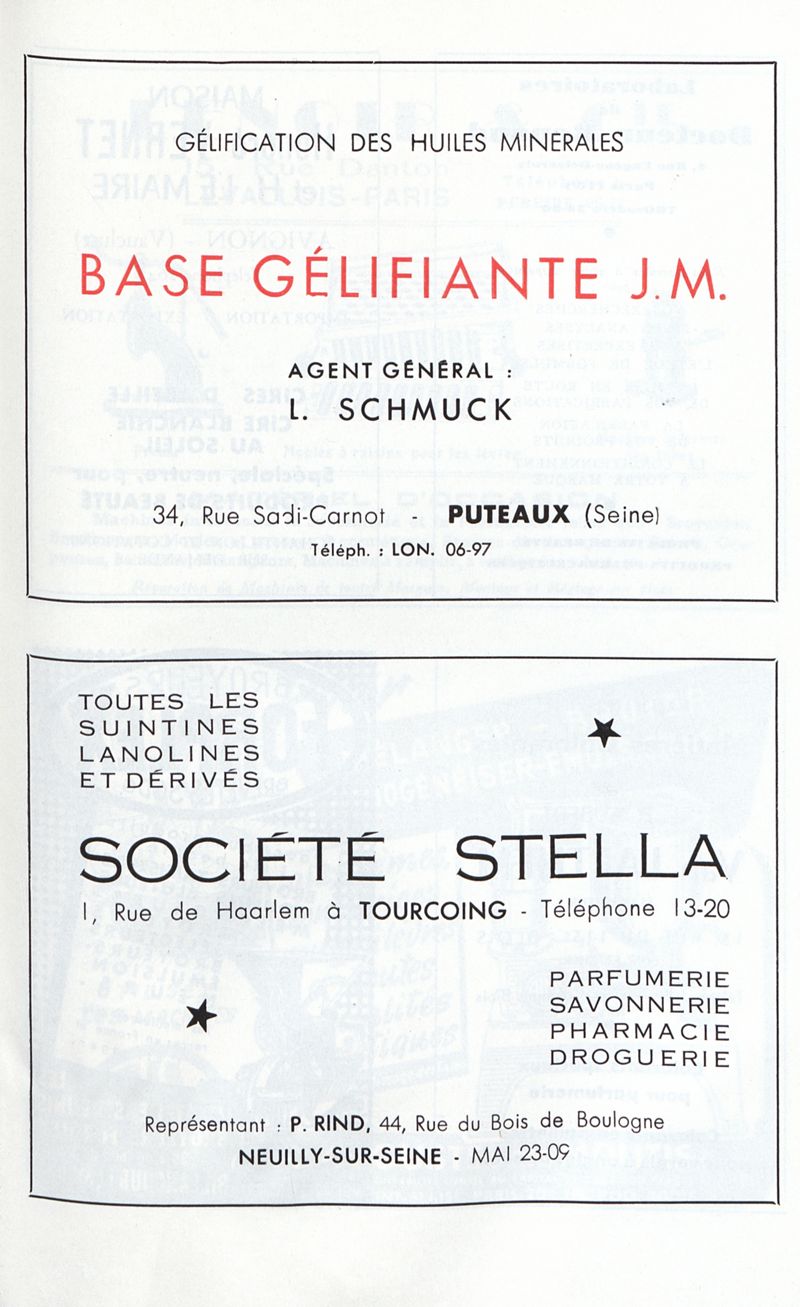 GÉLIFICATION DES HUILES MINERALES
BASE GÉLIFIANTE J.M.
AGENT GÉNÉRAL :
L. SCHMUCK
34, Rue Sadi-Carnot - PUTEAUX (Seine)
Téléph. : LON. 06-97
TOUTES LES
SUINTINES
LANOLINES
ET DÉRIVÉS
SOCIÉTÉ STELLA
1, Rue de Haarlem à TOURCOING - Téléphone 13-20
PARFUMERIE
SAVONNERIE
PHARMACIE
DROGUERIE
Représentant : P. RIND, 44, Rue du Bois de Boulogne
NEUILLY-SUR-SEINE - MAI 23-09